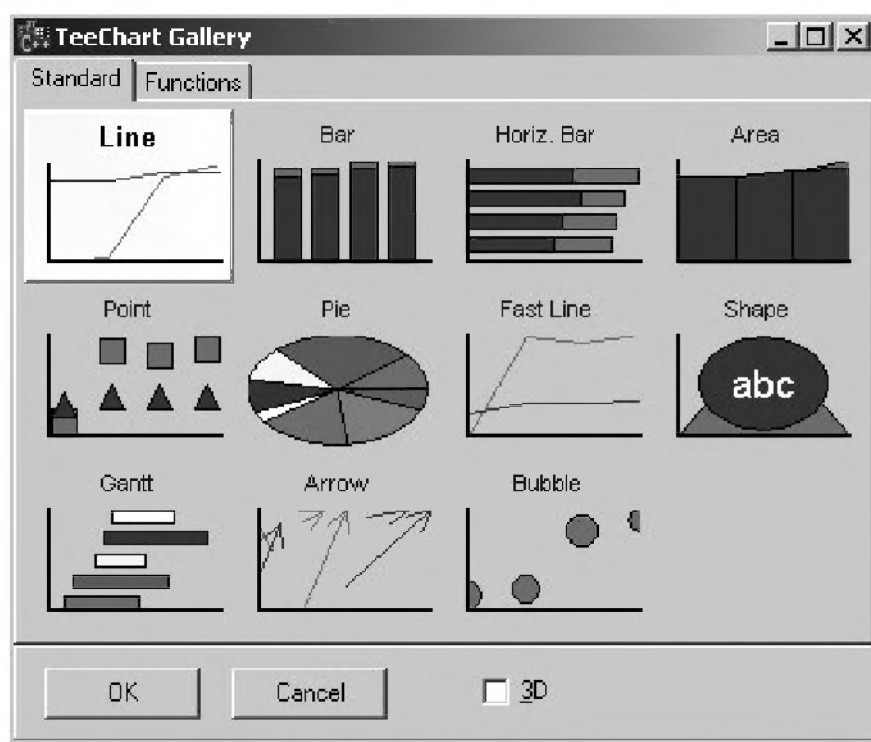 TeeChart Gallery
Standard Functions
Line Bar Horiz. Bar Area
Point Pie Fast Line Shape
abc
Gantt Arrow Bubble
OK Cancel 3D